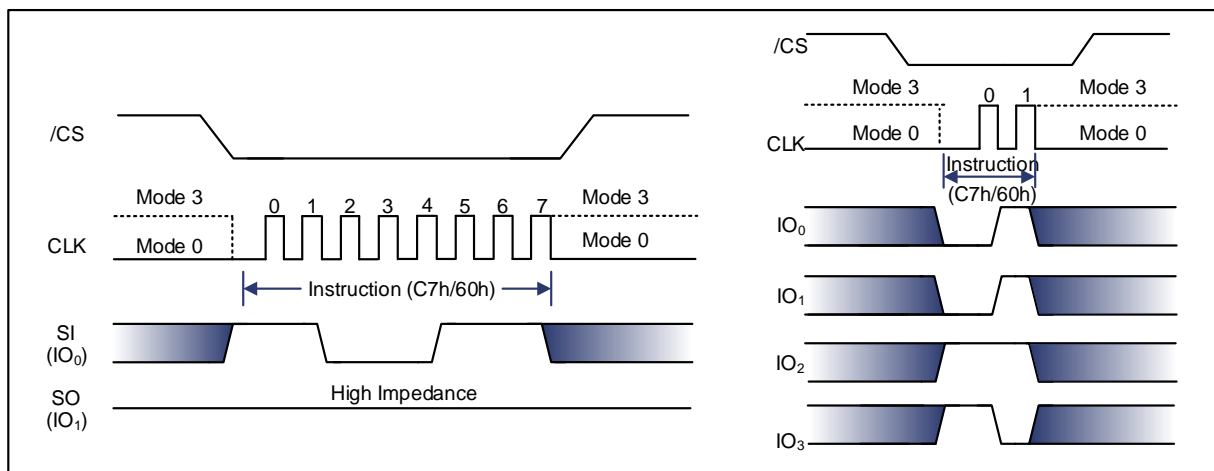 /CS
Mode 3 Mode 3
0 1 2 3 4 5 6 7
CLK
Mode 0 Mode 0
Instruction (C7h/60h)
SI
(IO₀)
High Impedance
SO
(IO₁)
/CS
Mode 3 0 1 Mode 3
Mode 0 Mode 0
CLK
Instruction
(C7h/60h)
IO₀
IO₁
IO₂
IO₃